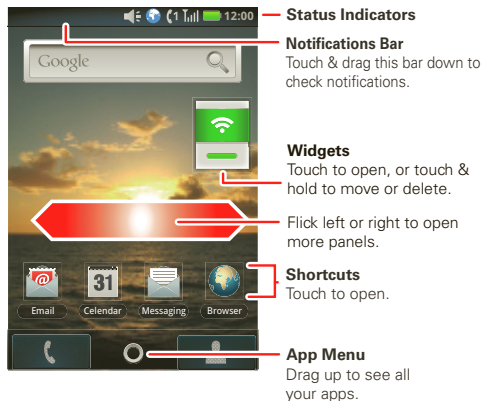 12:00
Status Indicators
Notifications Bar
Touch & drag this bar down to
check notifications.
Google
Widgets
Touch to open, or touch &
hold to move or delete.
Flick left or right to open
more panels.
31
Shortcuts
Touch to open.
Email
Celendar
Messaging
Browser
App Menu
Drag up to see all
your apps.